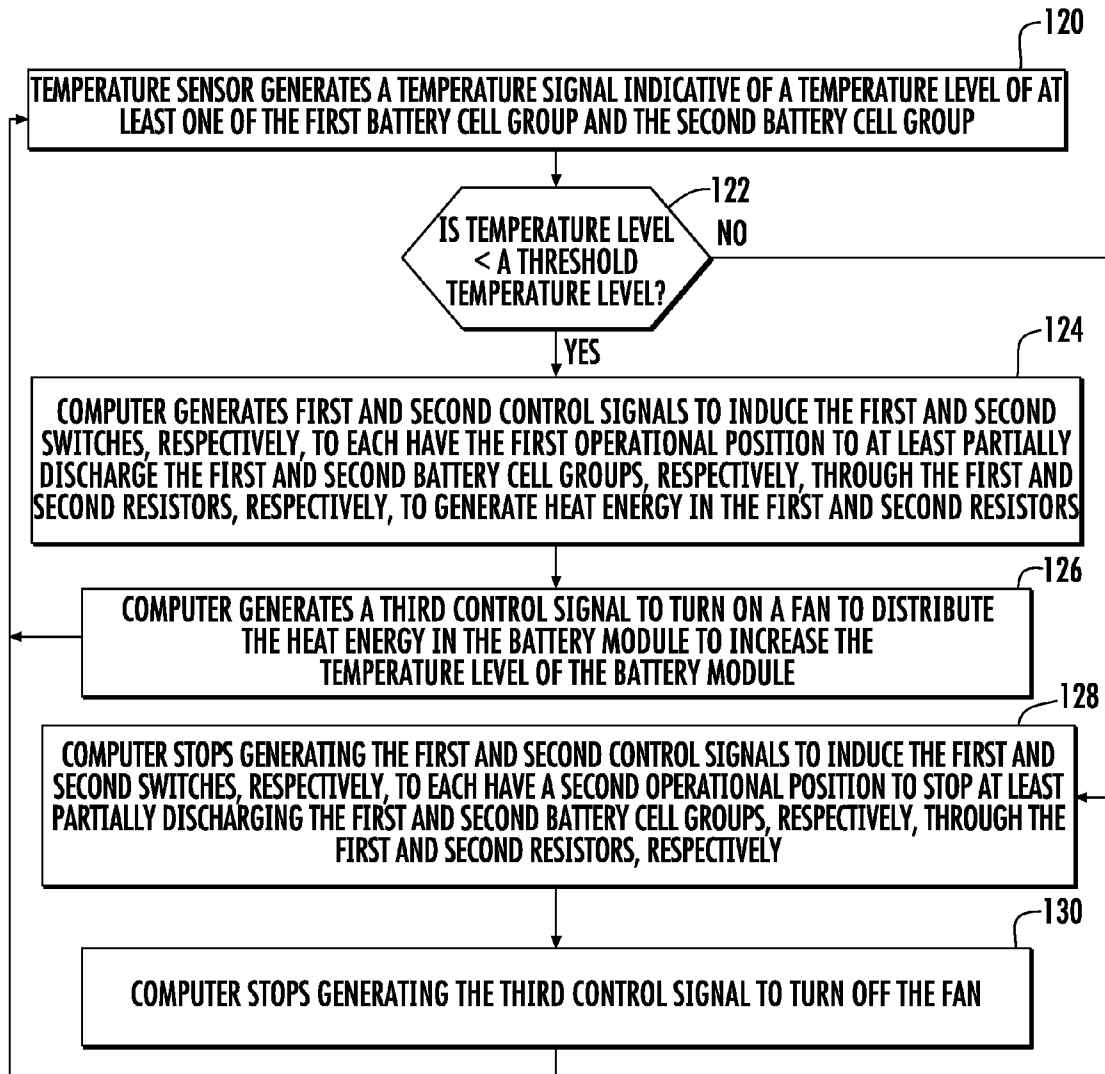 120
TEMPERATURE SENSOR GENERATES A TEMPERATURE SIGNAL INDICATIVE OF A TEMPERATURE LEVEL OF AT
LEAST ONE OF THE FIRST BATTERY CELL GROUP AND THE SECOND BATTERY CELL GROUP
122
IS TEMPERATURE LEVEL
< A THRESHOLD
TEMPERATURE LEVEL?
NO
YES
124
COMPUTER GENERATES FIRST AND SECOND CONTROL SIGNALS TO INDUCE THE FIRST AND SECOND
SWITCHES, RESPECTIVELY, TO EACH HAVE THE FIRST OPERATIONAL POSITION TO AT LEAST PARTIALLY
DISCHARGE THE FIRST AND SECOND BATTERY CELL GROUPS, RESPECTIVELY, THROUGH THE FIRST AND
SECOND RESISTORS, RESPECTIVELY, TO GENERATE HEAT ENERGY IN THE FIRST AND SECOND RESISTORS
126
COMPUTER GENERATES A THIRD CONTROL SIGNAL TO TURN ON A FAN TO DISTRIBUTE
THE HEAT ENERGY IN THE BATTERY MODULE TO INCREASE THE
TEMPERATURE LEVEL OF THE BATTERY MODULE
128
COMPUTER STOPS GENERATING THE FIRST AND SECOND CONTROL SIGNALS TO INDUCE THE FIRST AND
SECOND SWITCHES, RESPECTIVELY, TO EACH HAVE A SECOND OPERATIONAL POSITION TO STOP AT LEAST
PARTIALLY DISCHARGING THE FIRST AND SECOND BATTERY CELL GROUPS, RESPECTIVELY, THROUGH THE
FIRST AND SECOND RESISTORS, RESPECTIVELY
130
COMPUTER STOPS GENERATING THE THIRD CONTROL SIGNAL TO TURN OFF THE FAN